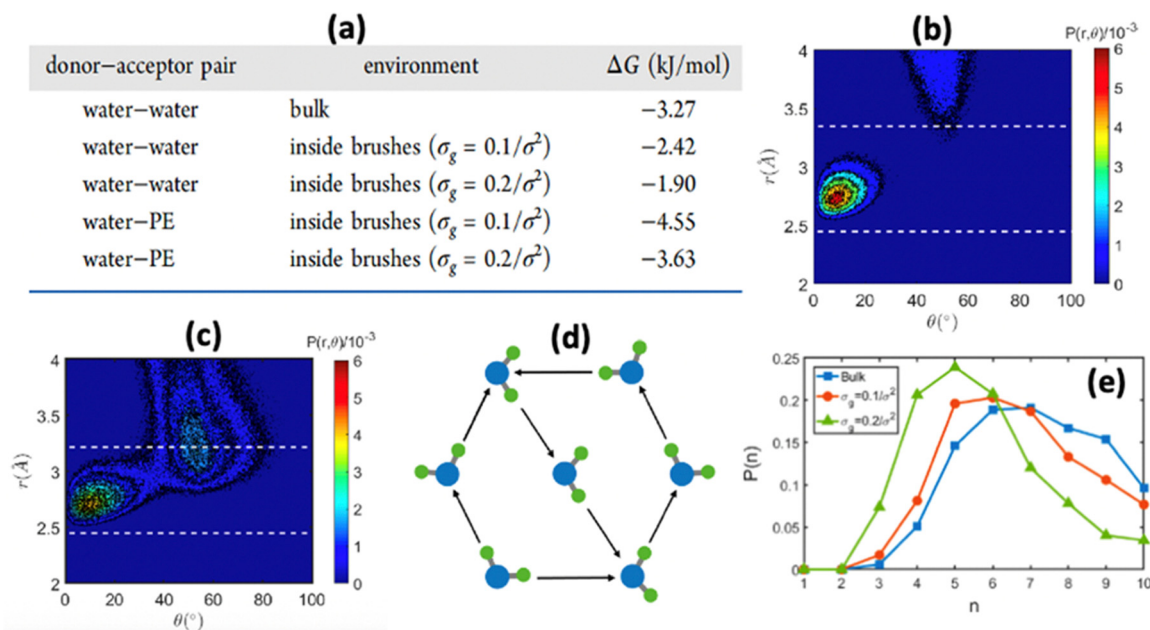 (a)
donor–acceptor pair environment ΔG (kJ/mol)
water–water bulk −3.27
water–water inside brushes (σg = 0.1/σ²) −2.42
water–water inside brushes (σg = 0.2/σ²) −1.90
water–PE inside brushes (σg = 0.1/σ²) −4.55
water–PE inside brushes (σg = 0.2/σ²) −3.63
(b)
P(r,θ)/10⁻³
4
3.5
3
2.5
2
r(Å)
0 20 40 60 80 100
θ(°)
6
5
4
3
2
1
0
(c)
P(r,θ)/10⁻³
4
3.5
3
2.5
2
r(Å)
0 20 40 60 80 100
θ(°)
6
5
4
3
2
1
0
(d)
(e)
0.25
0.2
0.15
0.1
0.05
0
P(n)
Bulk
σg=0.1/σ²
σg=0.2/σ²
1 2 3 4 5 6 7 8 9 10
n